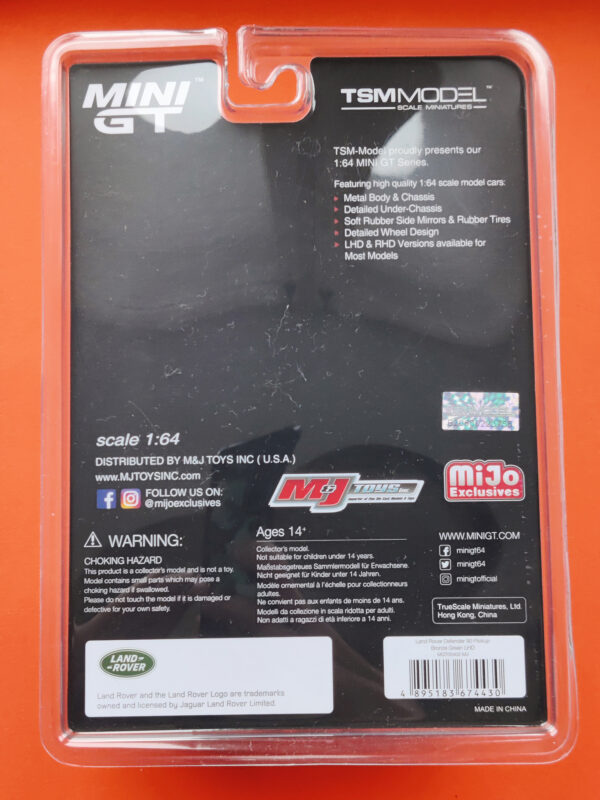 MINI GT™
TSMMODEL™
SCALE MINIATURES
TSM-Model proudly presents our
1:64 MINI GT Series.
Featuring high quality 1:64 scale model cars:
Metal Body & Chassis
Detailed Under-Chassis
Soft Rubber Side Mirrors & Rubber Tires
Detailed Wheel Design
LHD & RHD Versions available for
Most Models
TSMMODEL
scale 1:64
DISTRIBUTED BY M&J TOYS INC ( U.S.A.)
www.MJTOYSINC.com
FOLLOW US ON:
@mijoexclusives
M&J TOYS INC.
MiJo
Exclusives
WARNING:
CHOKING HAZARD
This product is a collector's model and is not a toy.
Model contains small parts which may pose a
choking hazard if swallowed.
Please do not touch the model if it is damaged or
defective for your own safety.
Ages 14+
Collector's model.
Not suitable for children under 14 years.
Maßstabsgetreues Sammlermodell für Erwachsene.
Nicht geeignet für Kinder unter 14 Jahren.
Modéle ornemental à l'échelle pour collectionneurs
adultes.
Ne convient pas aux enfants de moins de 14 ans.
Modelli da collezione in scala ridotta per adulti.
Non adatti a ragazzi di età inferiore a 14 anni.
WWW.MINIGT.COM
minigt64
minigt64
minigtofficial
TrueScale Miniatures, Ltd.
Hong Kong, China
LAND-
-ROVER
Land Rover and the Land Rover Logo are trademarks
owned and licensed by Jaguar Land Rover Limited.
Land Rover Defender 90 Pickup
Bronze Green LHD
4 895183 674430
MADE IN CHINA